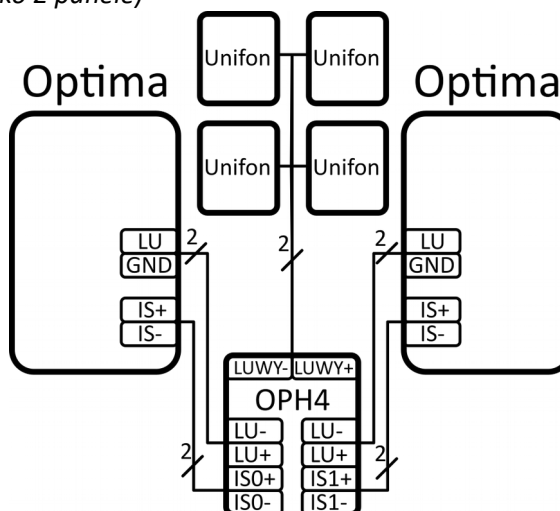 ko 2 panele)
Unifon Unifon
Optima Optima
Unifon Unifon
2 2
LU LU
GND GND
2
IS+ IS+
IS- IS-
LUWY- LUWY+
OPH4
LU- LU-
2 LU+ LU+ 2
IS0+ IS1+
IS0- IS1-